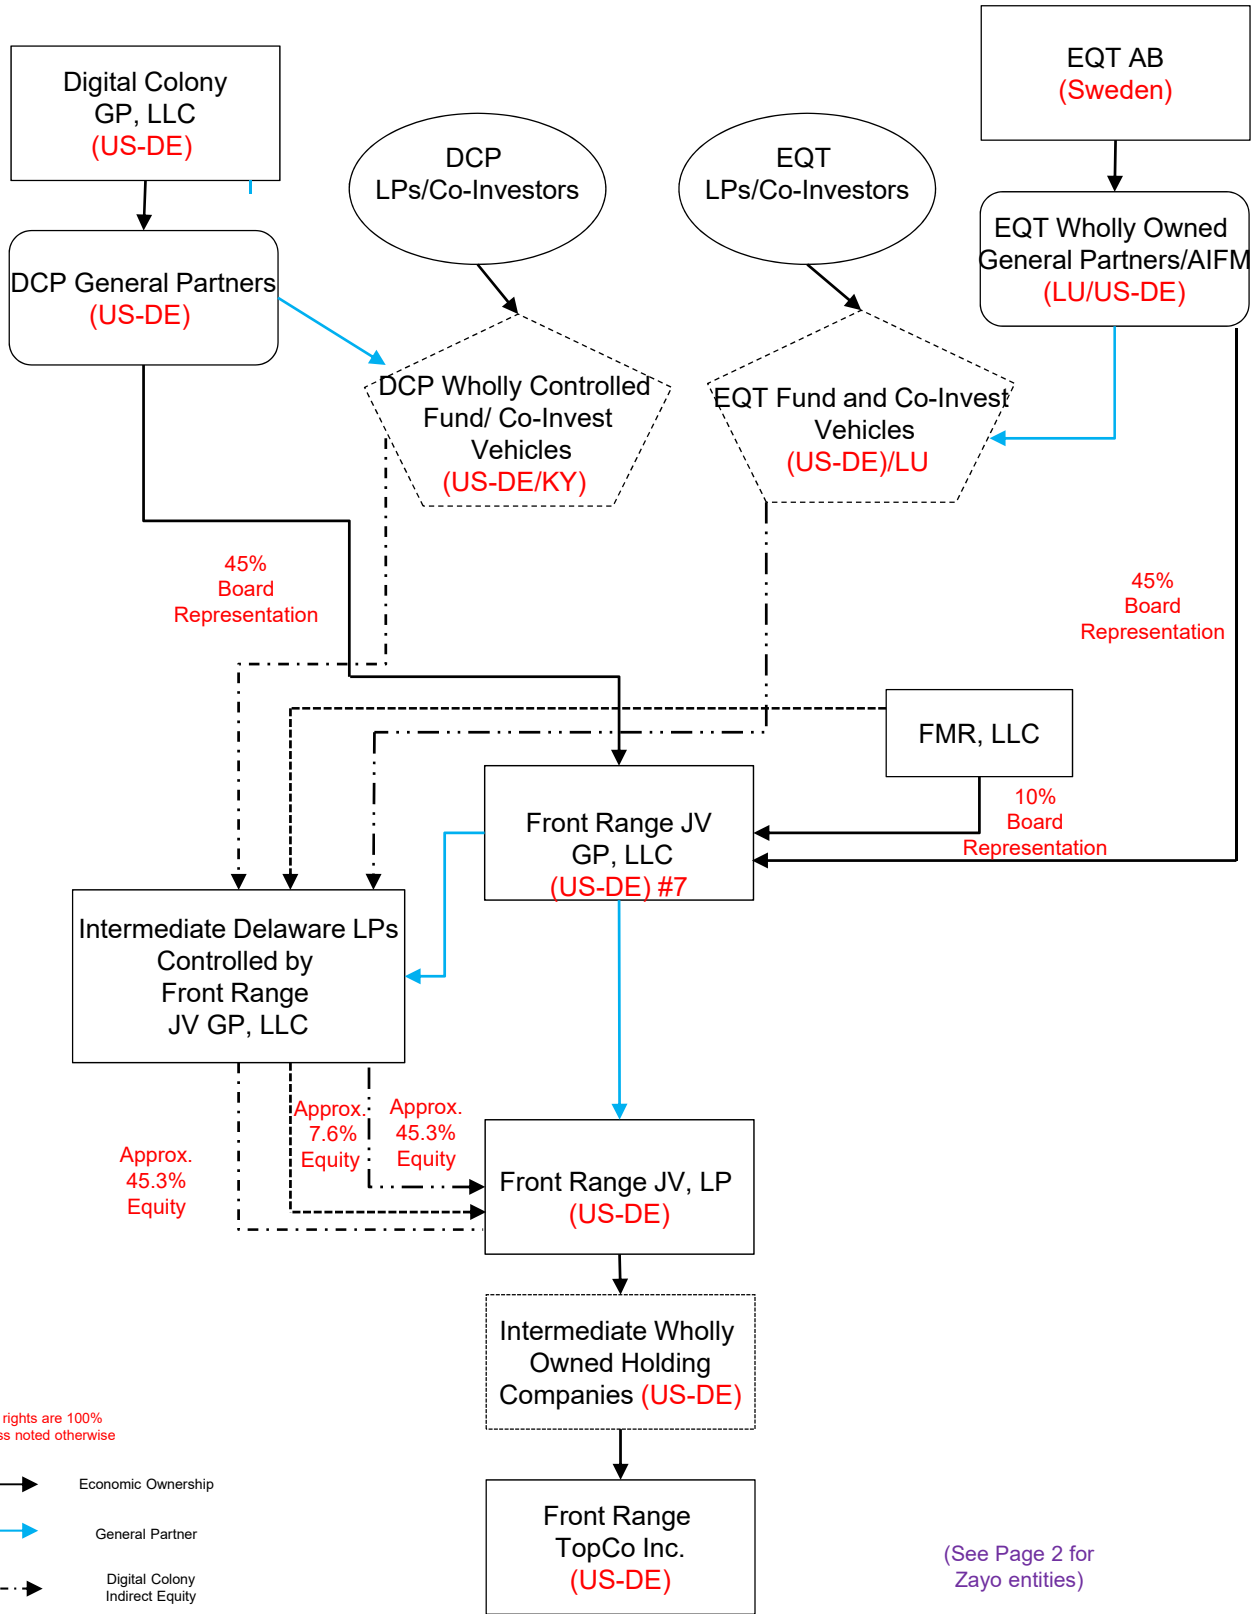 Digital Colony
GP, LLC
(US-DE)
DCP
LPs/Co-Investors
EQT
LPs/Co-Investors
EQT AB
(Sweden)
DCP General Partners
(US-DE)
EQT Wholly Owned
General Partners/AIFM
(LU/US-DE)
DCP Wholly Controlled
Fund/ Co-Invest
Vehicles
(US-DE/KY)
EQT Fund and Co-Invest
Vehicles
(US-DE)/LU
45%
Board
Representation
45%
Board
Representation
FMR, LLC
10%
Board
Representation
Front Range JV
GP, LLC
(US-DE) #7
Intermediate Delaware LPs
Controlled by
Front Range
JV GP, LLC
Approx.
45.3%
Equity
Approx.
7.6%
Equity
Approx.
45.3%
Equity
Front Range JV, LP
(US-DE)
Intermediate Wholly
Owned Holding
Companies (US-DE)
Front Range
TopCo Inc.
(US-DE)
rights are 100%
noted otherwise
Economic Ownership
General Partner
Digital Colony
Indirect Equity
(See Page 2 for
Zayo entities)